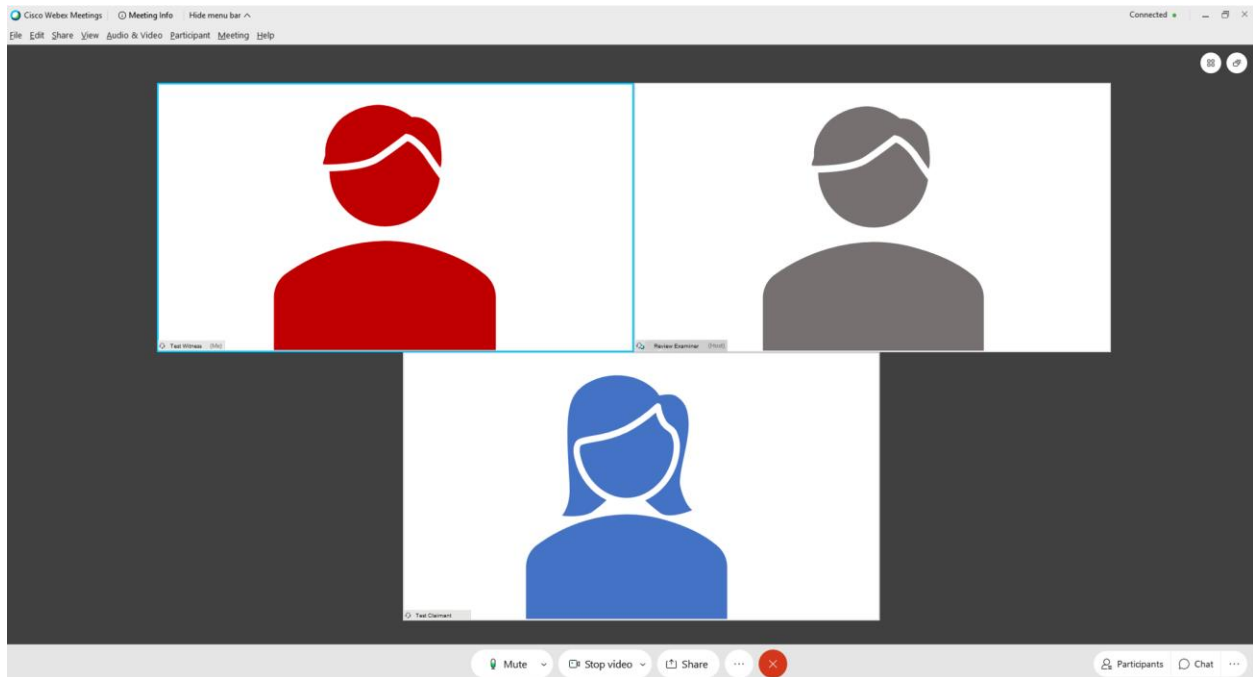 Cisco Webex Meetings Meeting Info Hide menu bar Connected
File Edit Share View Audio & Video Participant Meeting Help
Test Witness (Me) Review Examiner (Host)
Test Claimant
Mute Stop video Share ... Participants Chat ...